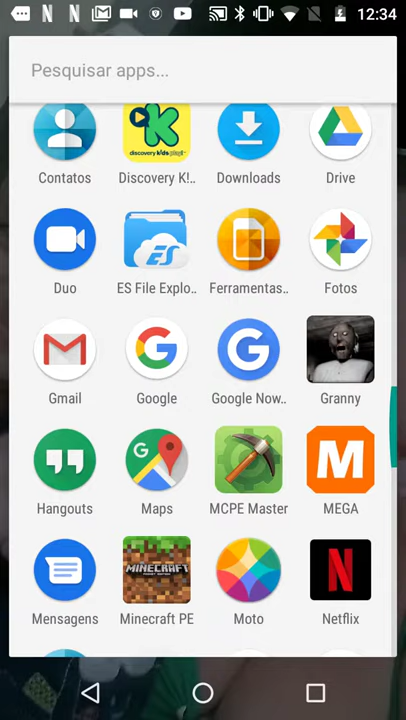 12:34
Pesquisar apps...
Contatos
Discovery K!..
Downloads
Drive
Duo
ES File Explo..
Ferramentas..
Fotos
Gmail
Google
Google Now..
Granny
Hangouts
Maps
MCPE Master
MEGA
Mensagens
Minecraft PE
Moto
Netflix